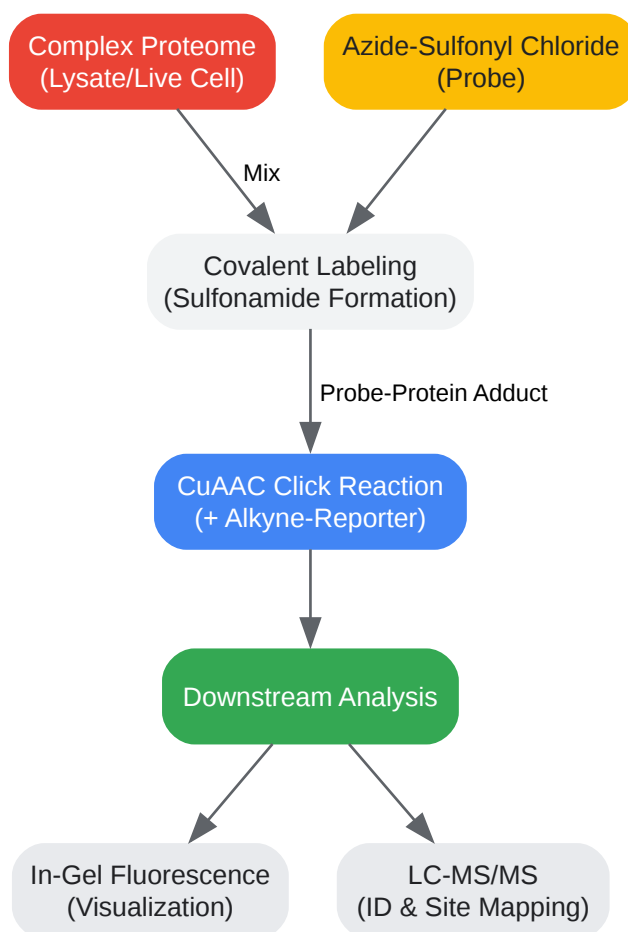 Complex Proteome
(Lysate/Live Cell)
Azide-Sulfonyl Chloride
(Probe)
Mix
Covalent Labeling
(Sulfonamide Formation)
Probe-Protein Adduct
CuAAC Click Reaction
(+ Alkyne-Reporter)
Downstream Analysis
In-Gel Fluorescence
(Visualization)
LC-MS/MS
(ID & Site Mapping)